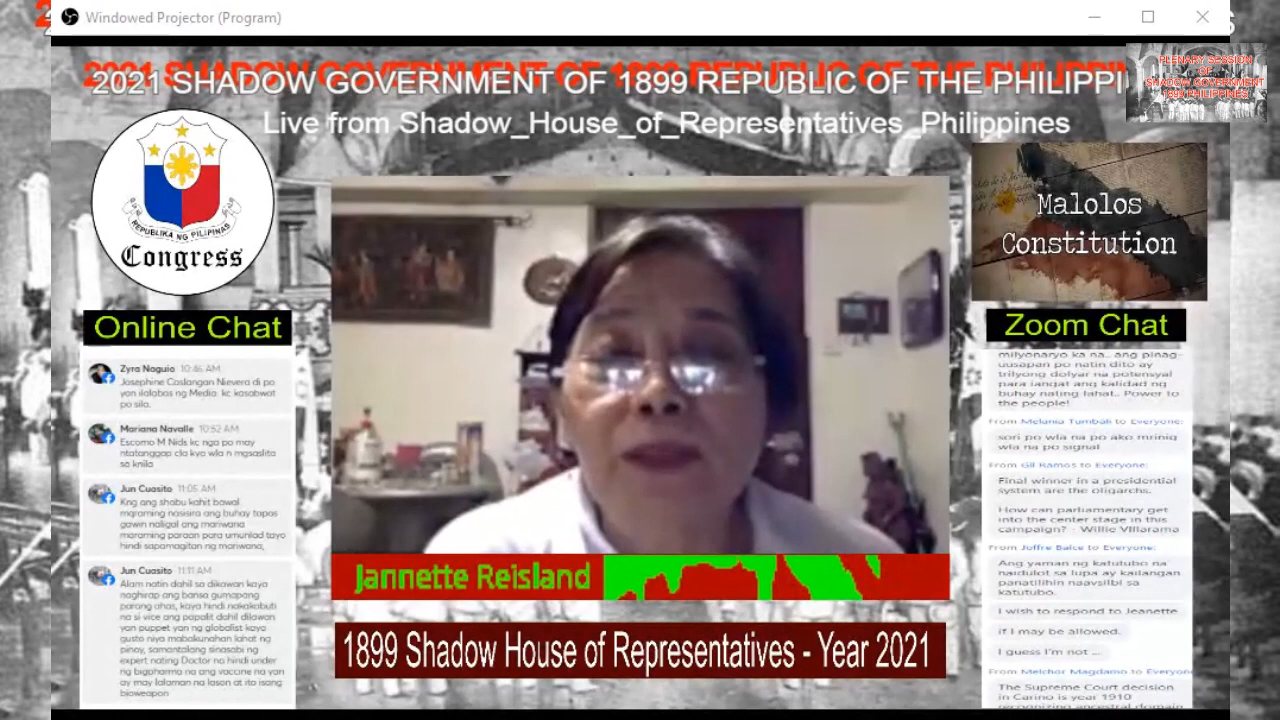 Windowed Projector (Program)
2021 SHADOW GOVERNMENT OF 1899 REPUBLIC OF THE PHILIPPI
Live from Shadow_House_of_Representatives_Philippines
PLENARY SESSION
OF
SHADOW GOVERNMENT
1899 PHILIPPINES
REPUBLIKA NG PILIPINAS
Congress
Malolos
Constitution
Online Chat
Zyra Naguio 10:46 AM
Josephine Caslangan Nievera di po
yan ilalabas ng Media. kc kasabwat
po sila.
Mariana Navalle 10:52 AM
Escomo M Nids kc nga po may
ntatanggap cla kya wla n mgsaslita
sa knila
Jun Cuasito 11:05 AM
Kng ang shabu kahit bawal
maraming nasisira ang buhay tapos
gawin naligal ang mariwana
maraming paraan para umunlad tayo
hindi sapamagitan ng mariwana,
Jun Cuasito 11:11 AM
Alam natin dahil sa dikawan kaya
naghirap ang bansa gumapang
parang ahas, kaya hindi nakakabuti
na si vice ang papalit dahil dilawan
yan puppet yan ng globalist kaya
gusto niya mabakunahan lahat ng
pinoy, samantalang sinasabi ng
expert nating Doctor na hindi under
ng bigpharma na ang vaccine na yan
ay may lalaman na lason at ito isang
bioweapon
Zoom Chat
milyonaryo ka na.. ang pinag-
uusapan po natin dito ay
trilyong dolyar na potensyal
para iangat ang kalidad ng
buhay nating lahat.. Power to
the people!
From Melania Tumbali to Everyone:
sori po wla na po ako mrinig
wla na po signal
From Gil Ramos to Everyone:
Final winner in a presidential
system are the oligarchs.
How can parliamentary get
into the center stage in this
campaign? - Willie Villarama
From Joffre Balce to Everyone:
Ang yaman ng katutubo na
naidulot sa lupa ay kailangan
panatilihin naavsilbi sa
katutubo.
I wish to respond to Jeanette
if I may be allowed.
I guess I'm not ...
From Melchor Magdamo to Everyone
The Supreme Court decision
in Carino is year 1910
recognizing ancestral domain
Jannette Reisland
1899 Shadow House of Representatives - Year 2021